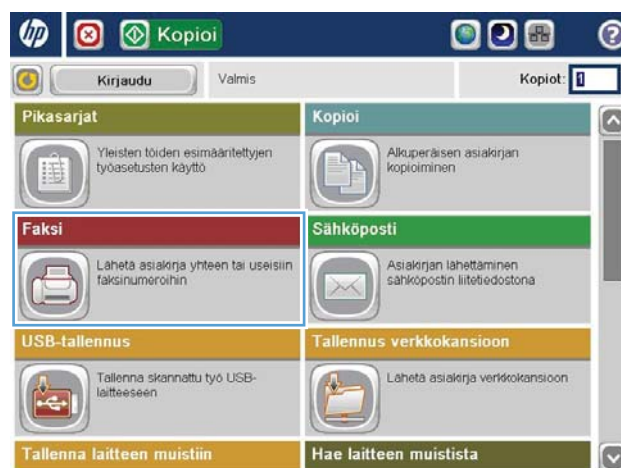 hp
Kopioi
?
Kirjaudu
Valmis
Kopiot: 1
Pikasarjat
Kopioi
Yleisten töiden esimääritettyjen
työasetusten käyttö
Alkuperäisen asiakirjan
kopioiminen
Faksi
Sähköposti
Lähetä asiakirja yhteen tai useisiin
faksinumeroihin
Asiakirjan lähettäminen
sähköpostin liitetiedostona
USB-tallennus
Tallennus verkkokansioon
Tallenna skannattu työ USB-
laitteeseen
Lähetä asiakirja verkkokansioon
Tallenna laitteen muistiin
Hae laitteen muistista